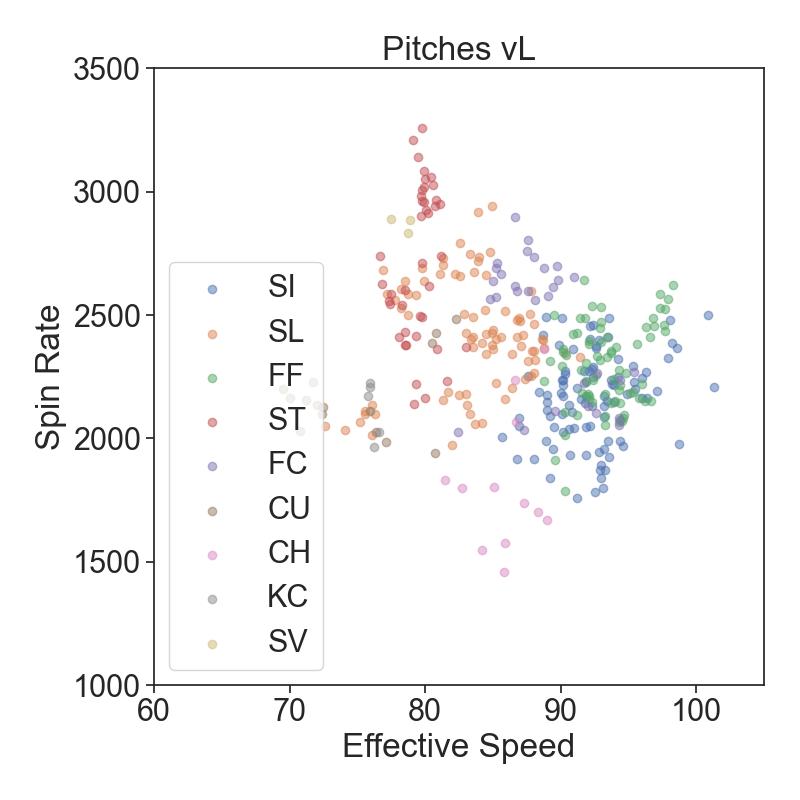 Pitches vL
3500
3000
2500
2000
1500
1000
Spin Rate
SI
SL
FF
ST
FC
CU
CH
KC
SV
60 70 80 90 100
Effective Speed